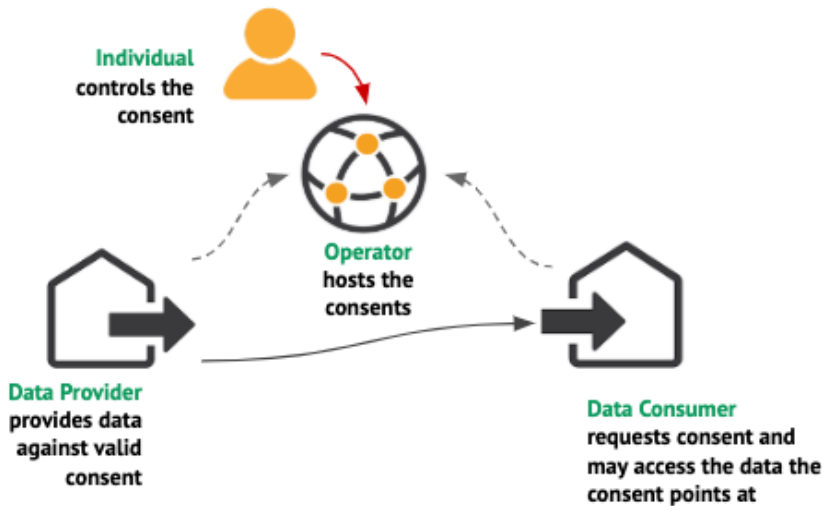 Individual
controls the
consent
Operator
hosts the
consents
Data Provider
provides data
against valid
consent
Data Consumer
requests consent and
may access the data the
consent points at